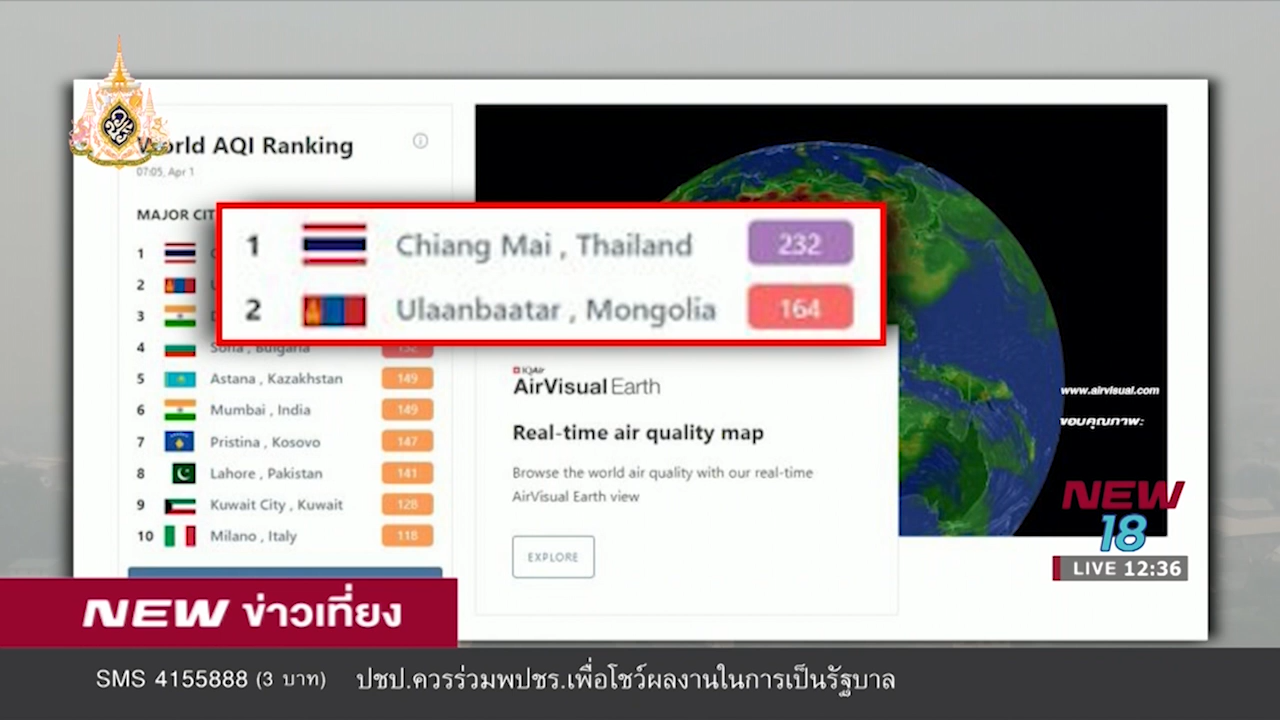 World AQI Ranking
07:05, Apr 1
MAJOR
1 Chiang Mai , Thailand 232
2 Ulaanbaatar , Mongolia 164
1
2
3
4 Sofia , Bulgaria 152
5 Astana , Kazakhstan 149
6 Mumbai , India 149
7 Pristina , Kosovo 147
8 Lahore , Pakistan 141
9 Kuwait City , Kuwait 128
10 Milano , Italy 118
IQAir
AirVisual Earth
Real-time air quality map
Browse the world air quality with our real-time
AirVisual Earth view
EXPLORE
www.airvisual.com
ขอบคุณภาพ:
NEW
18
LIVE 12:36
NEW ข่าวเที่ยง
SMS 4155888 (3 บาท) ปชป.ควรร่วมพปชร.เพื่อโชว์ผลงานในการเป็นรัฐบาล